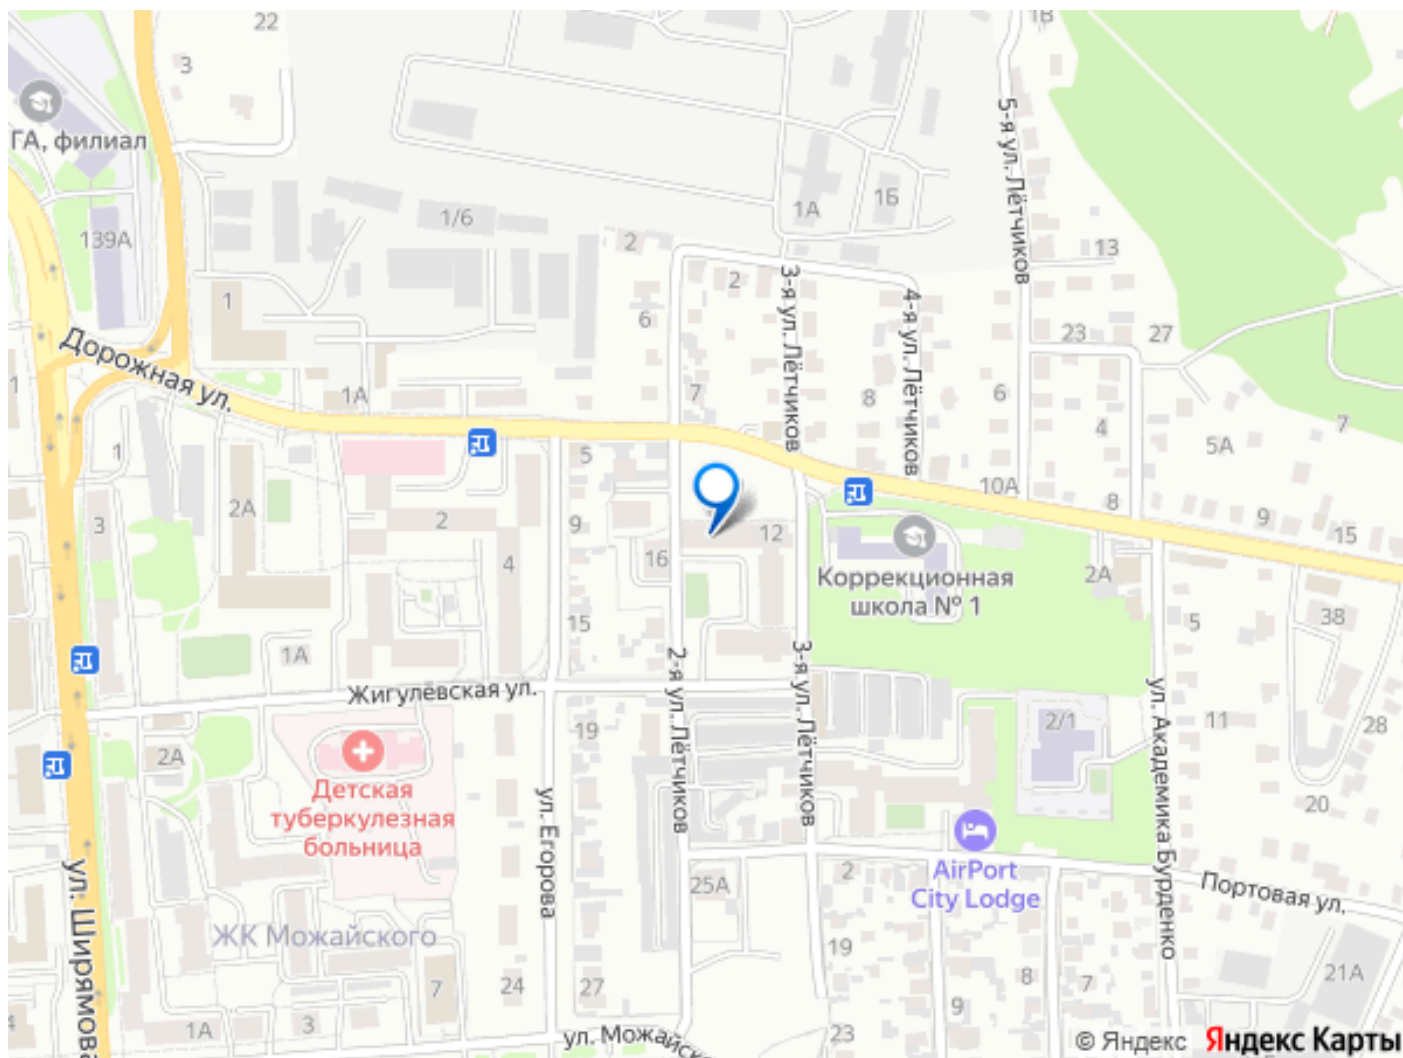 22
1В
3
ГА, филиал
139А
1/6
1А
1Б
5-я ул. Лётчиков
13
2
2
3-я ул. Лётчиков
4-я ул. Лётчиков
1
6
23
27
Дорожная ул.
1
1А
7
8
6
4
7
5А
1
5
10А
8
9
15
3
2А
2
9
12
4
16
Коррекционная
школа № 1
2А
38
15
5
1А
2-я ул. Лётчиков
3-я ул. Лётчиков
ул. Академика Бурденко
Жигулёвская ул.
19
2/1
11
28
2А
Детская
туберкулезная
больница
ул. Егорова
20
ул. Ширямова
25А
2
AirPort
City Lodge
Портовая ул.
ЖК Можайского
19
7
24
27
8
7
21А
9
4
1А
3
ул. Можайско
23
© Яндекс Яндекс Карты